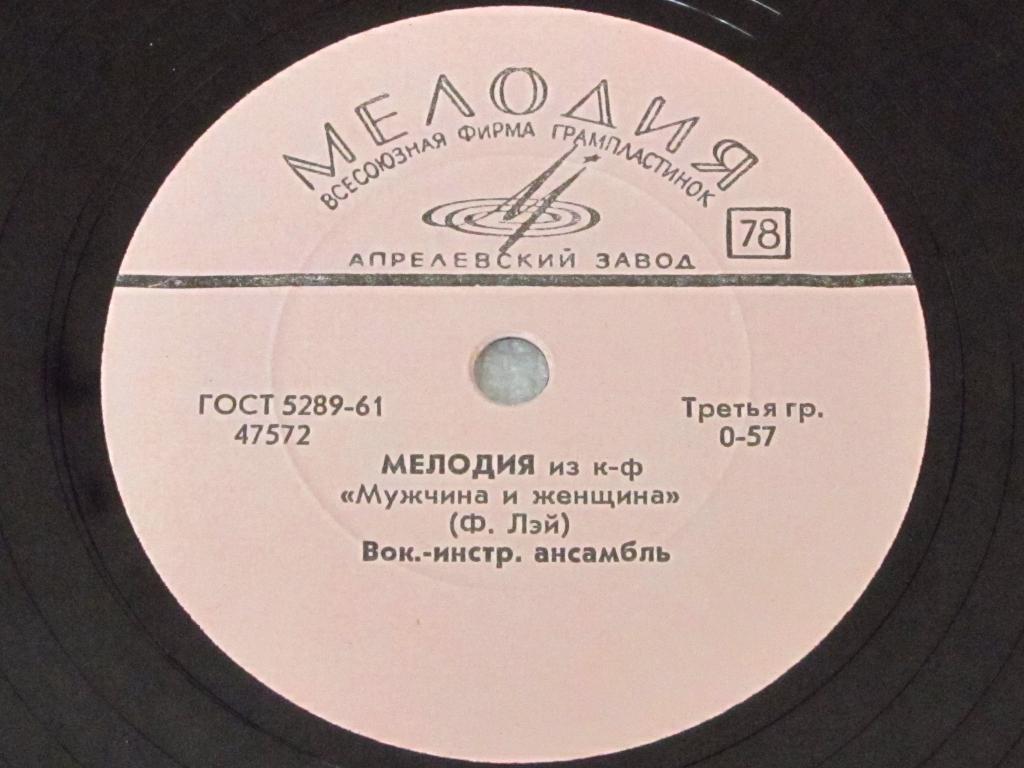 МЕЛОДИЯ
ВСЕСОЮЗНАЯ ФИРМА ГРАМПЛАСТИНОК
78
АПРЕЛЕВСКИЙ ЗАВОД
ГОСТ 5289-61
47572
Третья гр.
0-57
МЕЛОДИЯ из к-ф
«Мужчина и женщина»
(Ф. Лэй)
Вок.-инстр. ансамбль